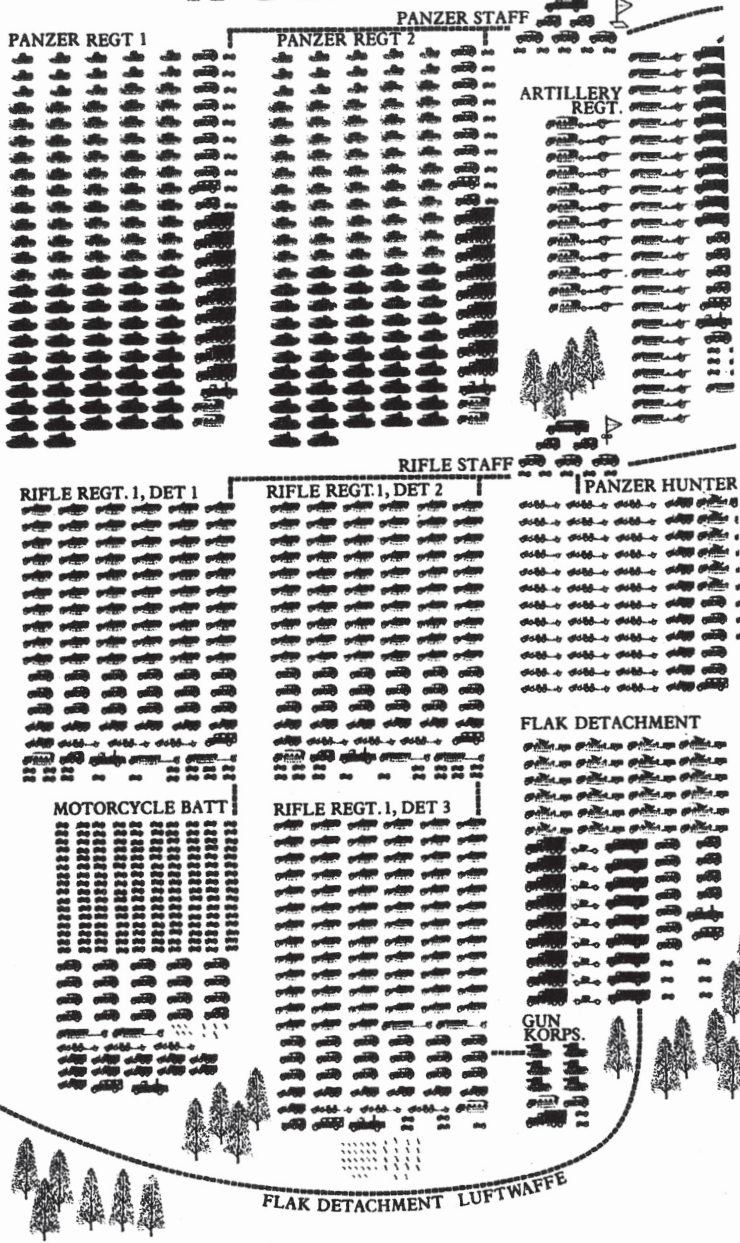 PANZER STAFF
PANZER REGT 1
PANZER REGT 2
ARTILLERY
REGT.
RIFLE STAFF
RIFLE REGT. 1, DET 1
RIFLE REGT.1, DET 2
PANZER HUNTER
FLAK DETACHMENT
MOTORCYCLE BATT
RIFLE REGT. 1, DET 3
GUN
KORPS.
FLAK DETACHMENT LUFTWAFFE